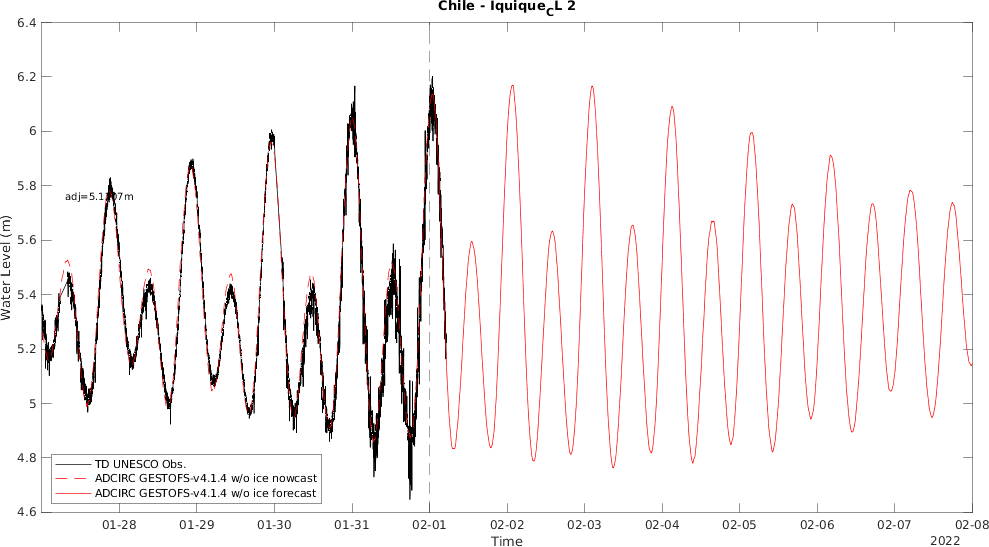 Chile - Iquique_CL 2
6.4
6.2
6
5.8
5.6
5.4
5.2
5
4.8
4.6
Water Level (m)
TD UNESCO Obs.
ADCIRC GESTOFS-v4.1.4 w/o ice nowcast
ADCIRC GESTOFS-v4.1.4 w/o ice forecast
01-28 01-29 01-30 01-31 02-01 02-02 02-03 02-04 02-05 02-06 02-07 02-08
Time
2022